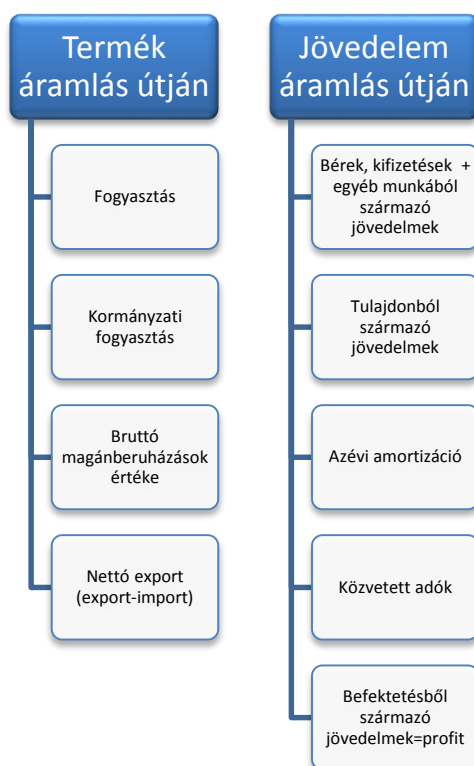 Termék
áramlás útján
Fogyasztás
Kormányzati
fogyasztás
Bruttó
magánberuházások
értéke
Nettó export
(export-import)
Jövedelem
áramlás útján
Bérek, kifizetések +
egyéb munkából
származó
jövedelmek
Tulajdonból
származó
jövedelmek
Azévi amortizáció
Közvetett adók
Befektetésből
származó
jövedelmek=profit